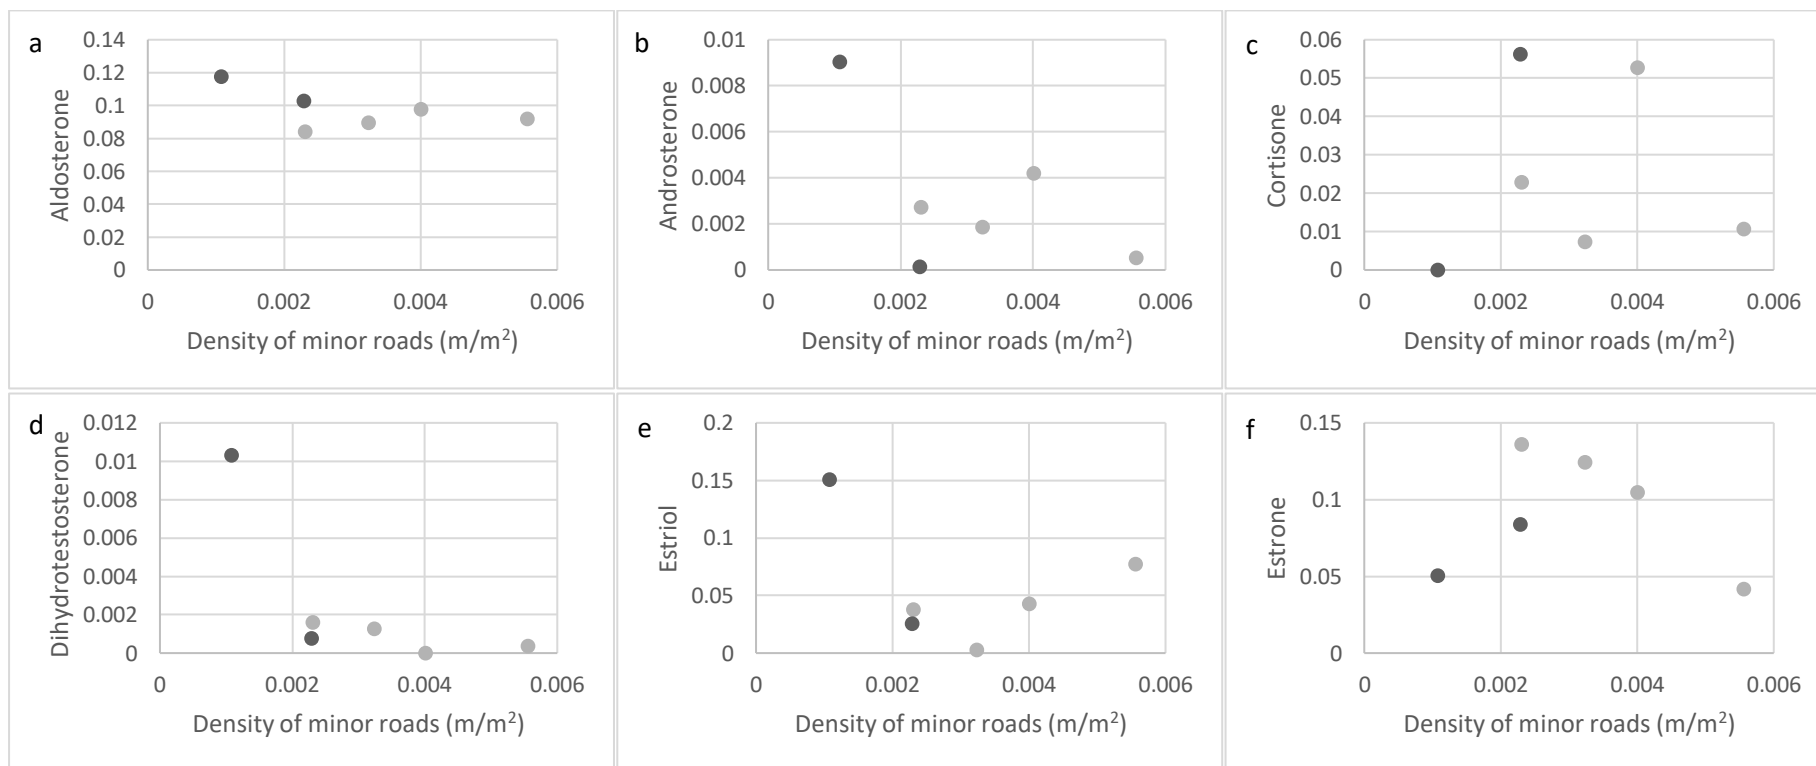 a
0.14
0.12
0.1
0.08
0.06
0.04
0.02
0
Aldosterone
0 0.002 0.004 0.006
Density of minor roads (m/m²)
b
0.01
0.008
0.006
0.004
0.002
0
Androsterone
0 0.002 0.004 0.006
Density of minor roads (m/m²)
c
0.06
0.05
0.04
0.03
0.02
0.01
0
Cortisone
0 0.002 0.004 0.006
Density of minor roads (m/m²)
d
0.012
0.01
0.008
0.006
0.004
0.002
0
Dihydrotestosterone
0 0.002 0.004 0.006
Density of minor roads (m/m²)
e
0.2
0.15
0.1
0.05
0
Estriol
0 0.002 0.004 0.006
Density of minor roads (m/m²)
f
0.15
0.1
0.05
0
Estrone
0 0.002 0.004 0.006
Density of minor roads (m/m²)